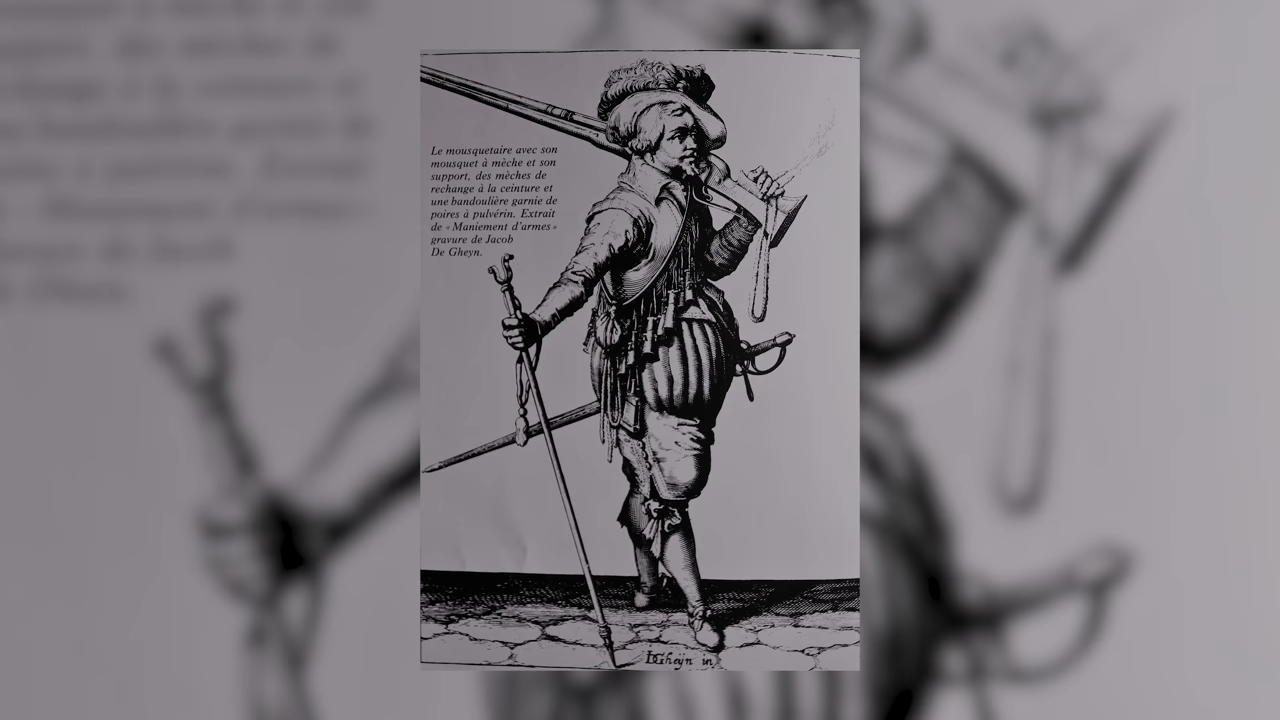 Le mousquetaire avec son
mousquet à mèche et son
support, des mèches de
rechange à la ceinture et
une bandoulière garnie de
poires à pulvérin. Extrait
de « Maniement d'armes »
gravure de Jacob
De Gheyn.
IDGheyn in